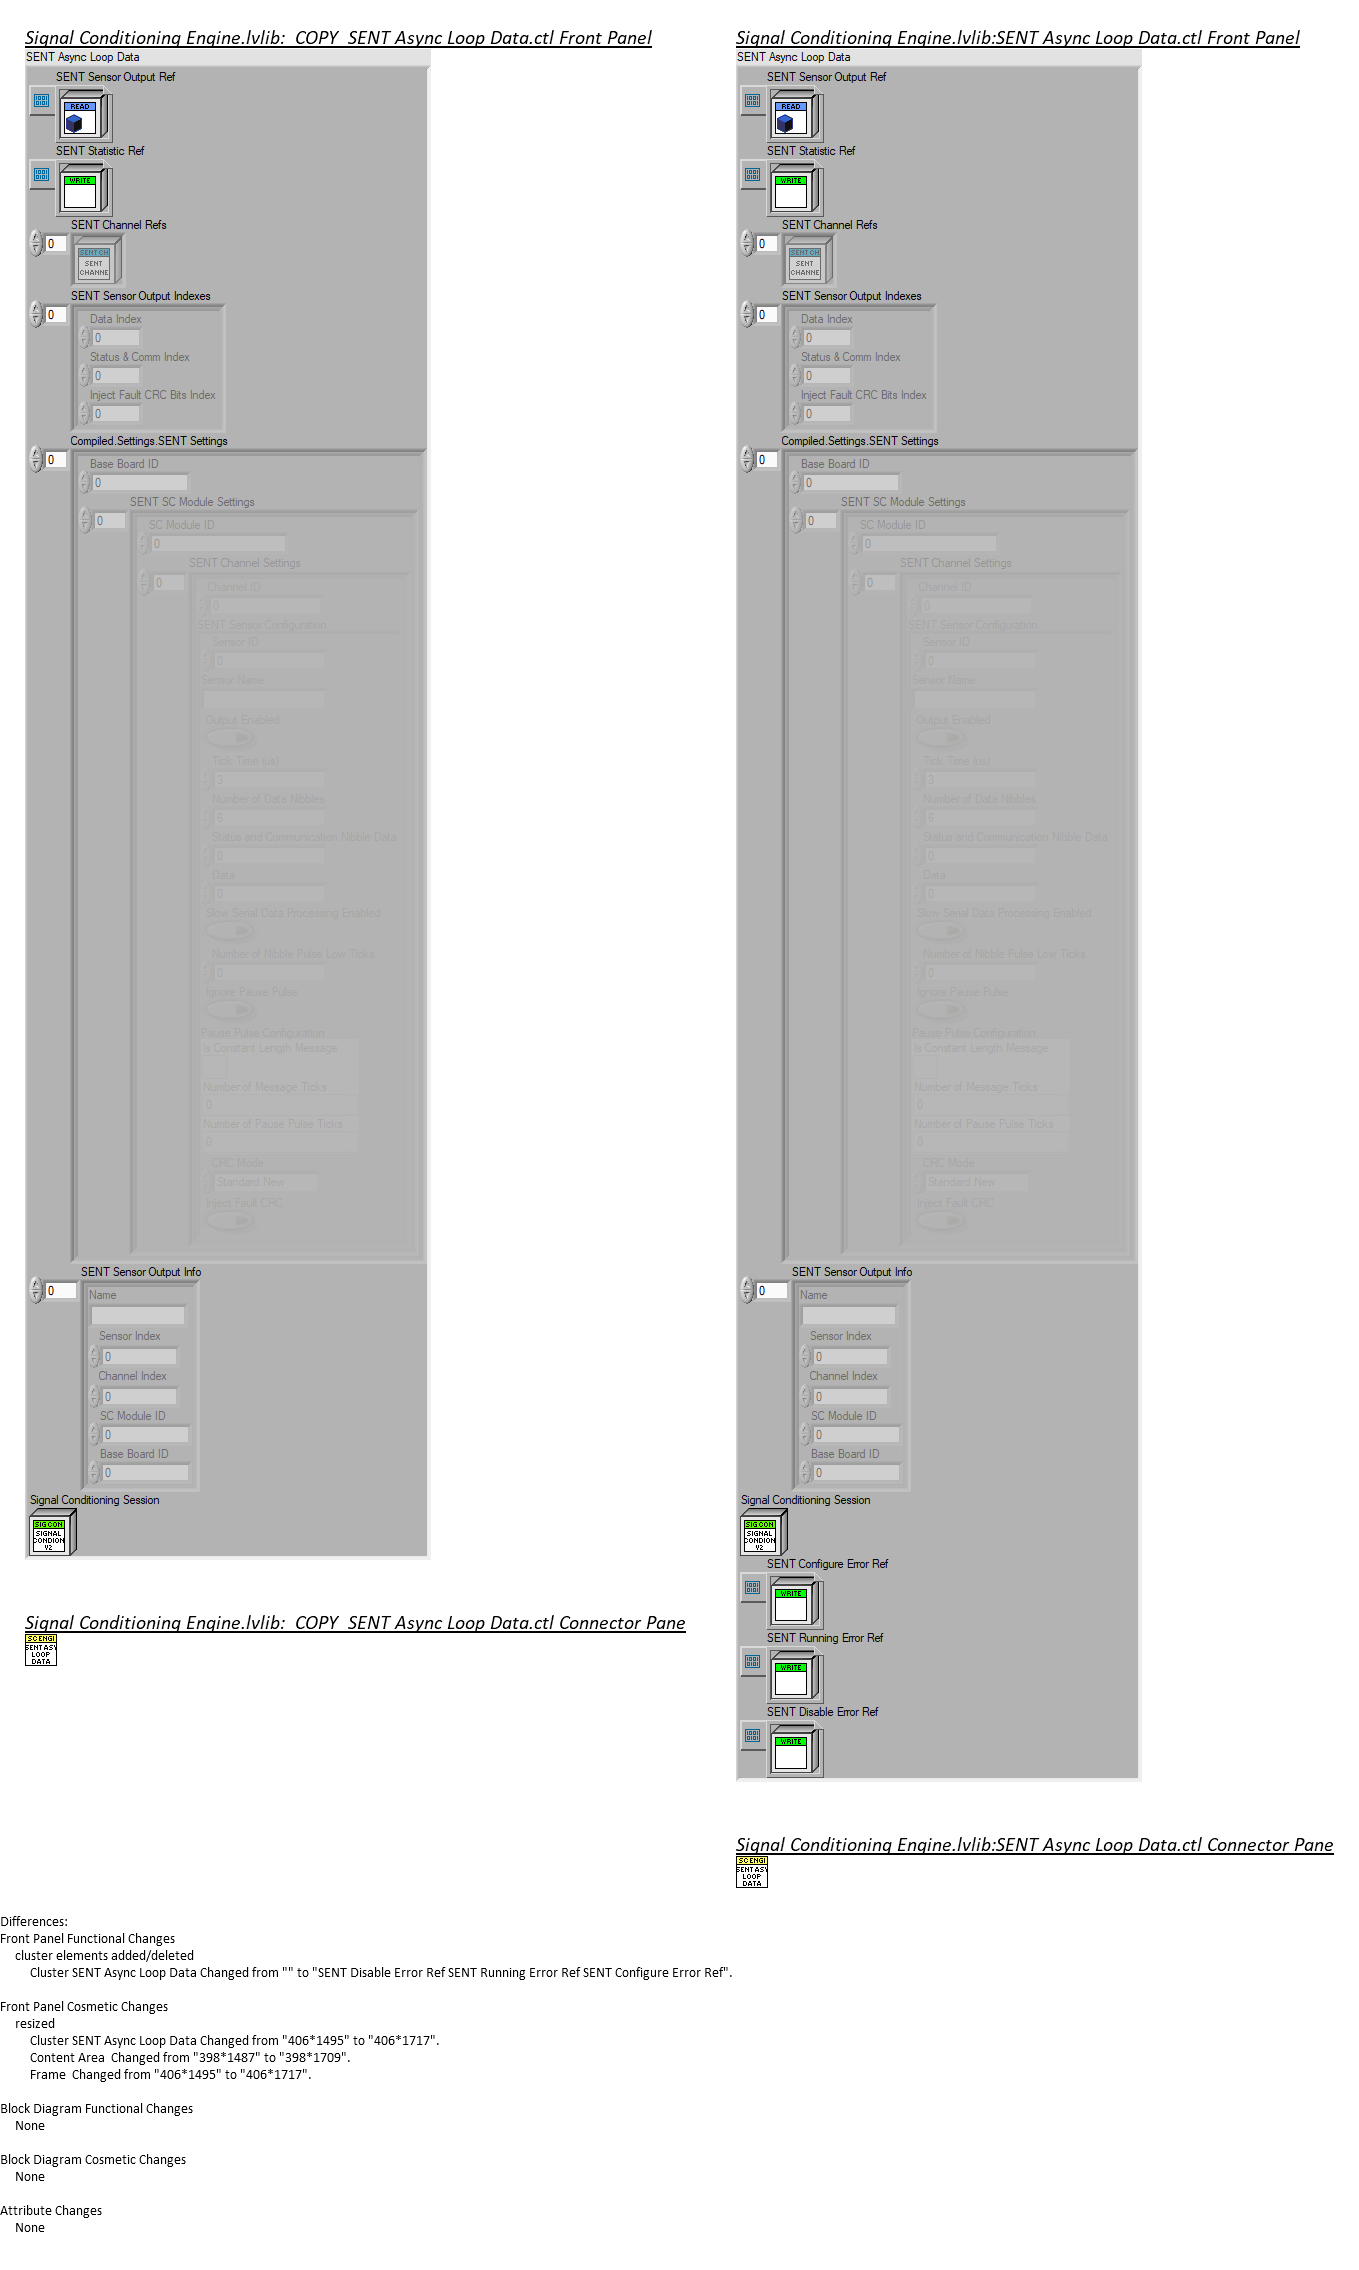 Signal Conditioning Engine.lvlib:_COPY_SENT Async Loop Data.ctl Front Panel
SENT Async Loop Data
SENT Sensor Output Ref
READ
SENT Statistic Ref
WRITE
SENT Channel Refs
0
SENT CH
SENT
CHANNE
SENT Sensor Output Indexes
0
Data Index
0
Status & Comm Index
0
Inject Fault CRC Bits Index
0
Compiled.Settings.SENT Settings
0
Base Board ID
0
SENT SC Module Settings
0
SC Module ID
0
SENT Channel Settings
0
Channel ID
0
SENT Sensor Configuration
Sensor ID
0
Sensor Name
Output Enabled
Tick Time (us)
3
Number of Data Nibbles
6
Status and Communication Nibble Data
0
Data
0
Slow Serial Data Processing Enabled
Number of Nibble Pulse Low Ticks
0
Ignore Pause Pulse
Pause Pulse Configuration
Is Constant Length Message
Number of Message Ticks
0
Number of Pause Pulse Ticks
0
CRC Mode
Standard New
Inject Fault CRC
SENT Sensor Output Info
0
Name
Sensor Index
0
Channel Index
0
SC Module ID
0
Base Board ID
0
Signal Conditioning Session
SIG CON
SIGNAL
CONDION
V2
Signal Conditioning Engine.lvlib:_COPY_SENT Async Loop Data.ctl Connector Pane
SC ENGI
SENT ASY
LOOP
DATA
Signal Conditioning Engine.lvlib:SENT Async Loop Data.ctl Front Panel
SENT Async Loop Data
SENT Sensor Output Ref
READ
SENT Statistic Ref
WRITE
SENT Channel Refs
0
SENT CH
SENT
CHANNE
SENT Sensor Output Indexes
0
Data Index
0
Status & Comm Index
0
Inject Fault CRC Bits Index
0
Compiled.Settings.SENT Settings
0
Base Board ID
0
SENT SC Module Settings
0
SC Module ID
0
SENT Channel Settings
0
Channel ID
0
SENT Sensor Configuration
Sensor ID
0
Sensor Name
Output Enabled
Tick Time (us)
3
Number of Data Nibbles
6
Status and Communication Nibble Data
0
Data
0
Slow Serial Data Processing Enabled
Number of Nibble Pulse Low Ticks
0
Ignore Pause Pulse
Pause Pulse Configuration
Is Constant Length Message
Number of Message Ticks
0
Number of Pause Pulse Ticks
0
CRC Mode
Standard New
Inject Fault CRC
SENT Sensor Output Info
0
Name
Sensor Index
0
Channel Index
0
SC Module ID
0
Base Board ID
0
Signal Conditioning Session
SIG CON
SIGNAL
CONDION
V2
SENT Configure Error Ref
WRITE
SENT Running Error Ref
WRITE
SENT Disable Error Ref
WRITE
Signal Conditioning Engine.lvlib:SENT Async Loop Data.ctl Connector Pane
SC ENGI
SENT ASY
LOOP
DATA
Differences:
Front Panel Functional Changes
cluster elements added/deleted
Cluster SENT Async Loop Data Changed from "" to "SENT Disable Error Ref SENT Running Error Ref SENT Configure Error Ref".
Front Panel Cosmetic Changes
resized
Cluster SENT Async Loop Data Changed from "406*1495" to "406*1717".
Content Area  Changed from "398*1487" to "398*1709".
Frame  Changed from "406*1495" to "406*1717".
Block Diagram Functional Changes
None
Block Diagram Cosmetic Changes
None
Attribute Changes
None